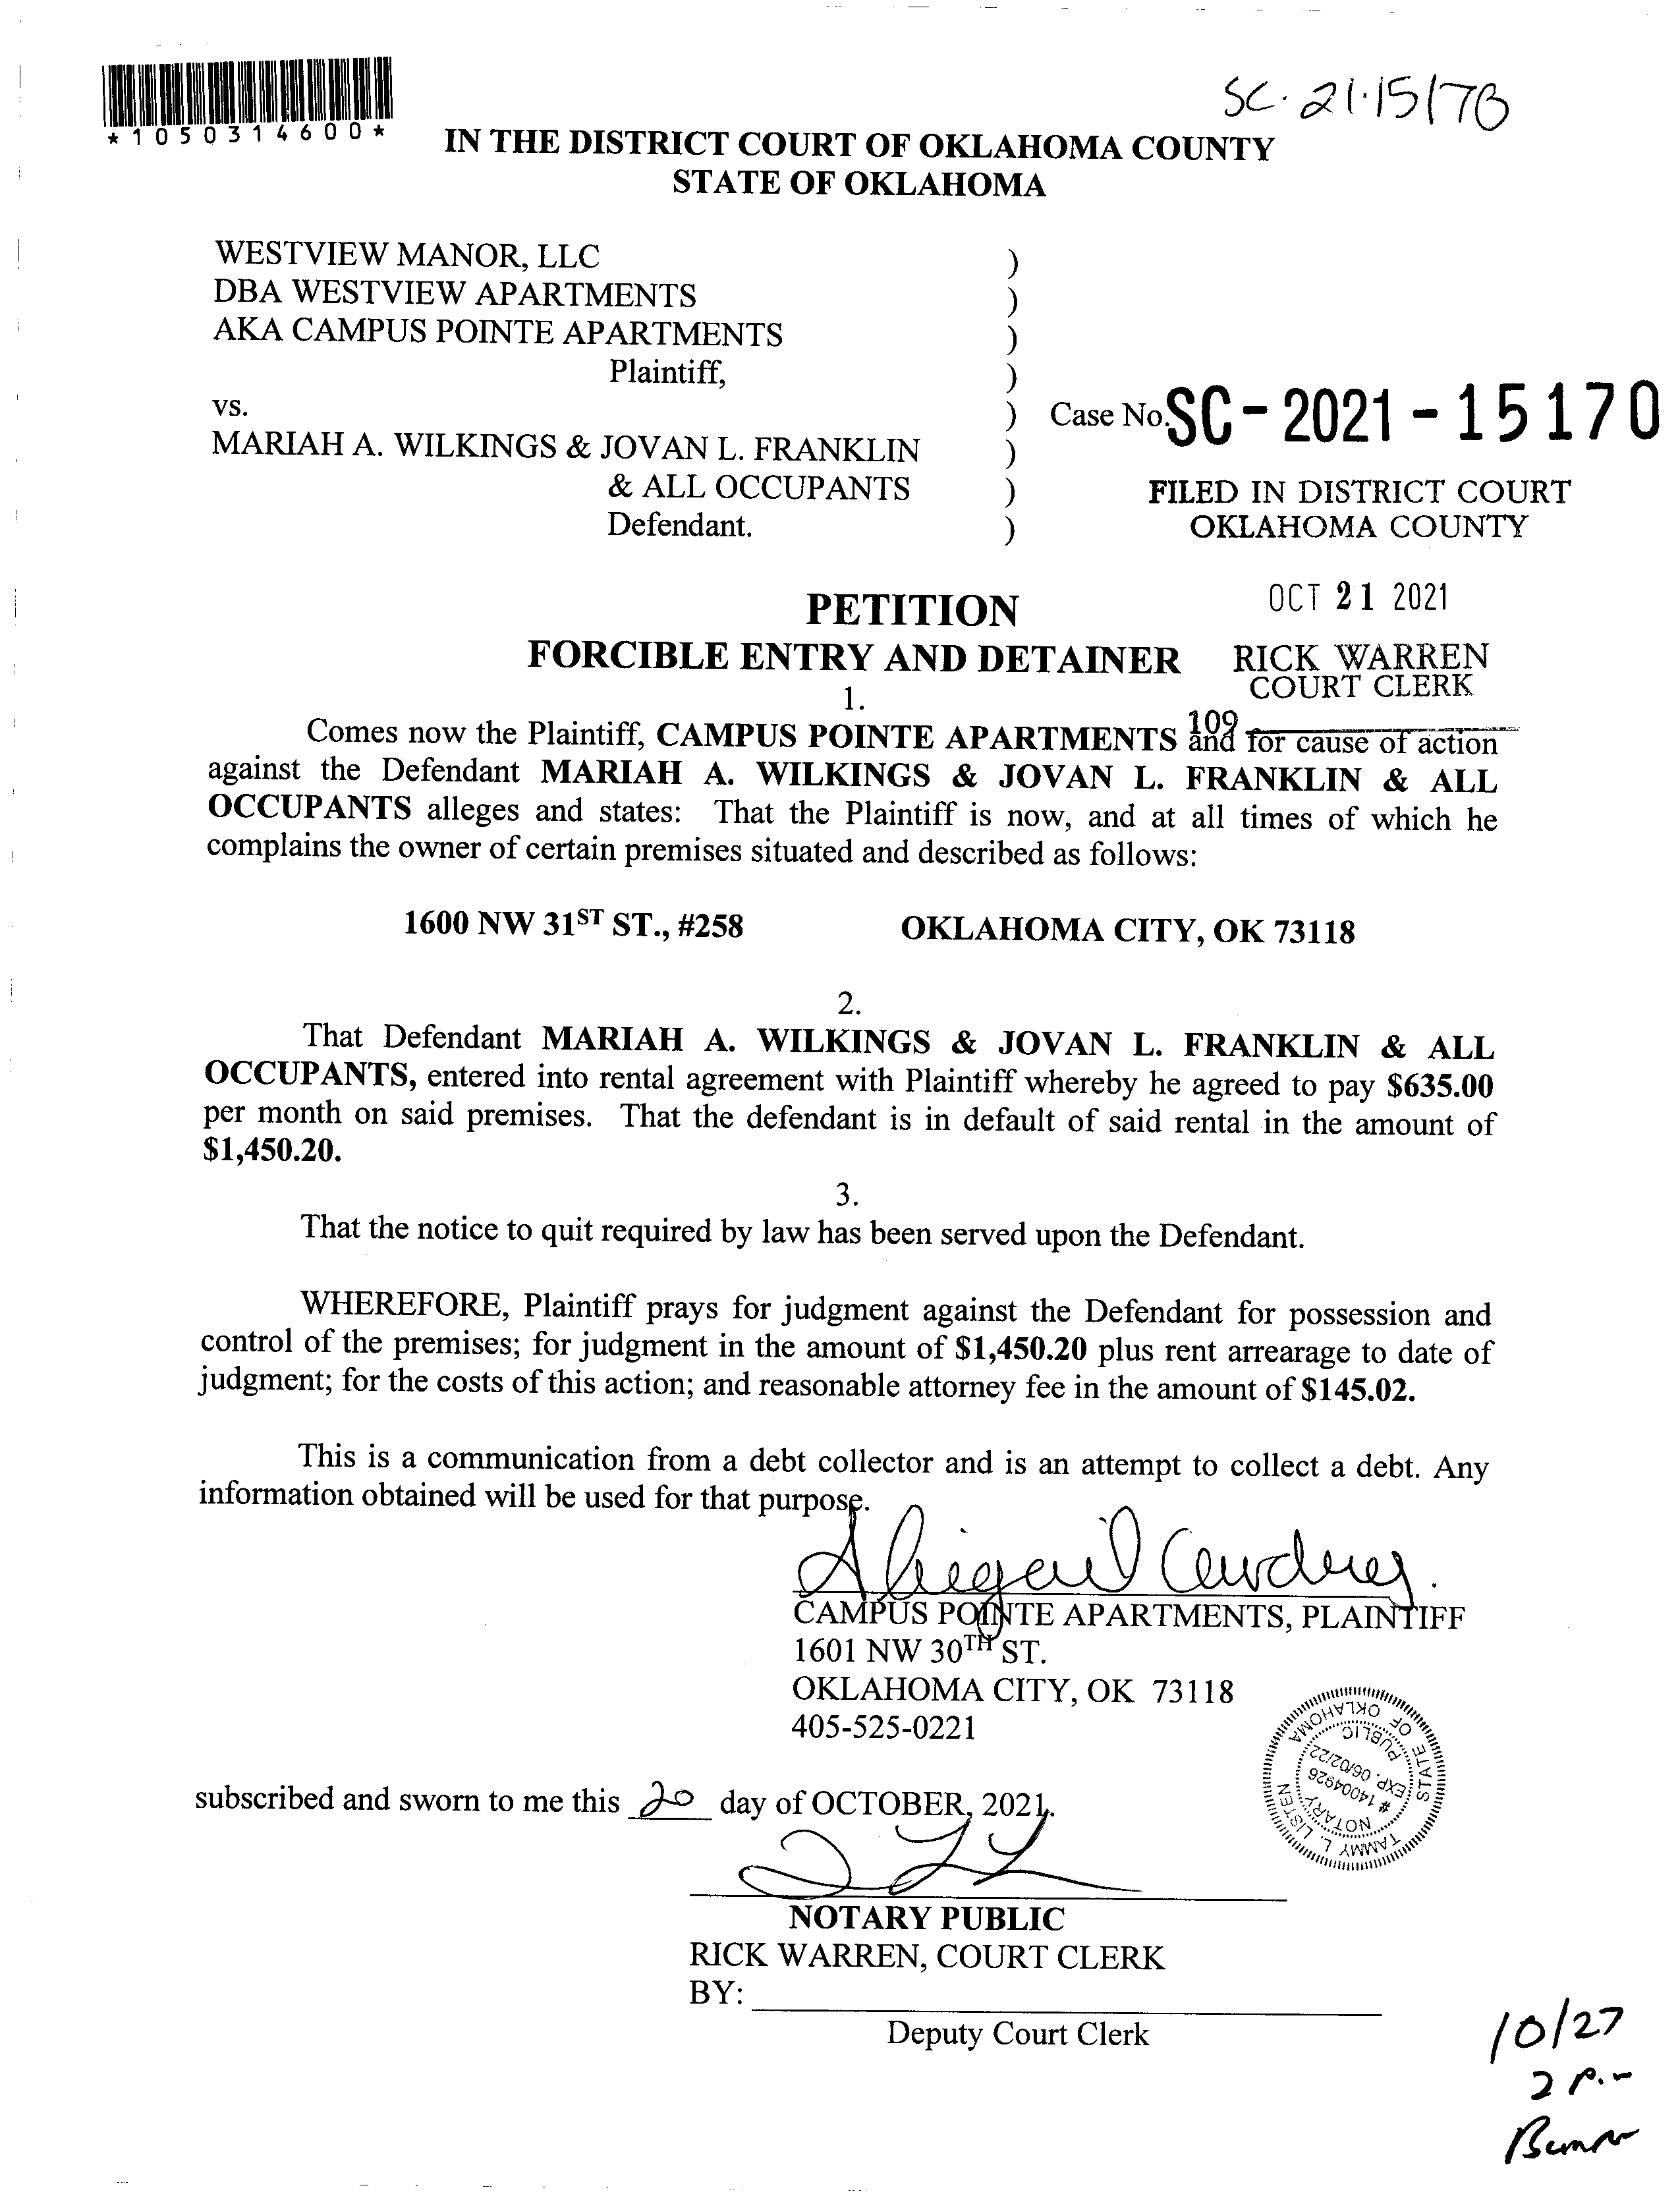 *1050314600*
SC-21-15170
IN THE DISTRICT COURT OF OKLAHOMA COUNTY
STATE OF OKLAHOMA
WESTVIEW MANOR, LLC )
DBA WESTVIEW APARTMENTS )
AKA CAMPUS POINTE APARTMENTS )
Plaintiff, )
vs. ) Case No. SC-2021-15170
MARIAH A. WILKINGS & JOVAN L. FRANKLIN )
& ALL OCCUPANTS )
Defendant. )
FILED IN DISTRICT COURT
OKLAHOMA COUNTY
OCT 21 2021
RICK WARREN
COURT CLERK
109
PETITION
FORCIBLE ENTRY AND DETAINER
1.
Comes now the Plaintiff, CAMPUS POINTE APARTMENTS and for cause of action
against the Defendant MARIAH A. WILKINGS & JOVAN L. FRANKLIN & ALL
OCCUPANTS alleges and states: That the Plaintiff is now, and at all times of which he
complains the owner of certain premises situated and described as follows:
1600 NW 31ST ST., #258 OKLAHOMA CITY, OK 73118
2.
That Defendant MARIAH A. WILKINGS & JOVAN L. FRANKLIN & ALL
OCCUPANTS, entered into rental agreement with Plaintiff whereby he agreed to pay $635.00
per month on said premises. That the defendant is in default of said rental in the amount of
$1,450.20.
3.
That the notice to quit required by law has been served upon the Defendant.
WHEREFORE, Plaintiff prays for judgment against the Defendant for possession and
control of the premises; for judgment in the amount of $1,450.20 plus rent arrearage to date of
judgment; for the costs of this action; and reasonable attorney fee in the amount of $145.02.
This is a communication from a debt collector and is an attempt to collect a debt. Any
information obtained will be used for that purpose.
Abigail
CAMPUS POINTE APARTMENTS, PLAINTIFF
1601 NW 30TH ST.
OKLAHOMA CITY, OK 73118
405-525-0221
TAMMY L. LISTEN
STATE OF OKLAHOMA
NOTARY
# 14004926
EXP. 06/02/22
PUBLIC
subscribed and sworn to me this 20 day of OCTOBER, 2021.
NOTARY PUBLIC
RICK WARREN, COURT CLERK
BY:
Deputy Court Clerk
10/27
2 p.